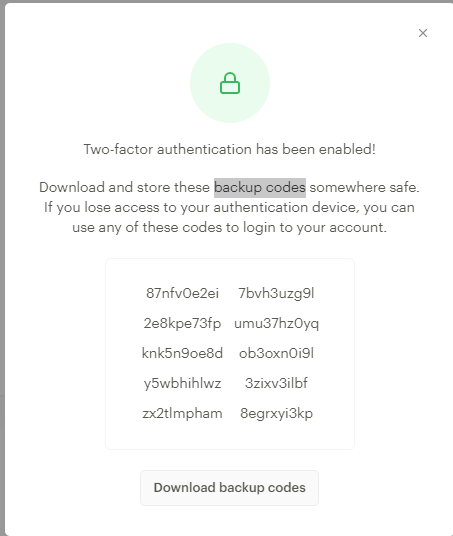 Two-factor authentication has been enabled!
Download and store these backup codes somewhere safe.
If you lose access to your authentication device, you can
use any of these codes to login to your account.
87nfv0e2ei 7bvh3uzg9l
2e8kpe73fp umu37hz0yq
knk5n9oe8d ob3oxn0i9l
y5wbhihlwz 3zixv3ilbf
zx2tlmpham 8egrxyi3kp
Download backup codes